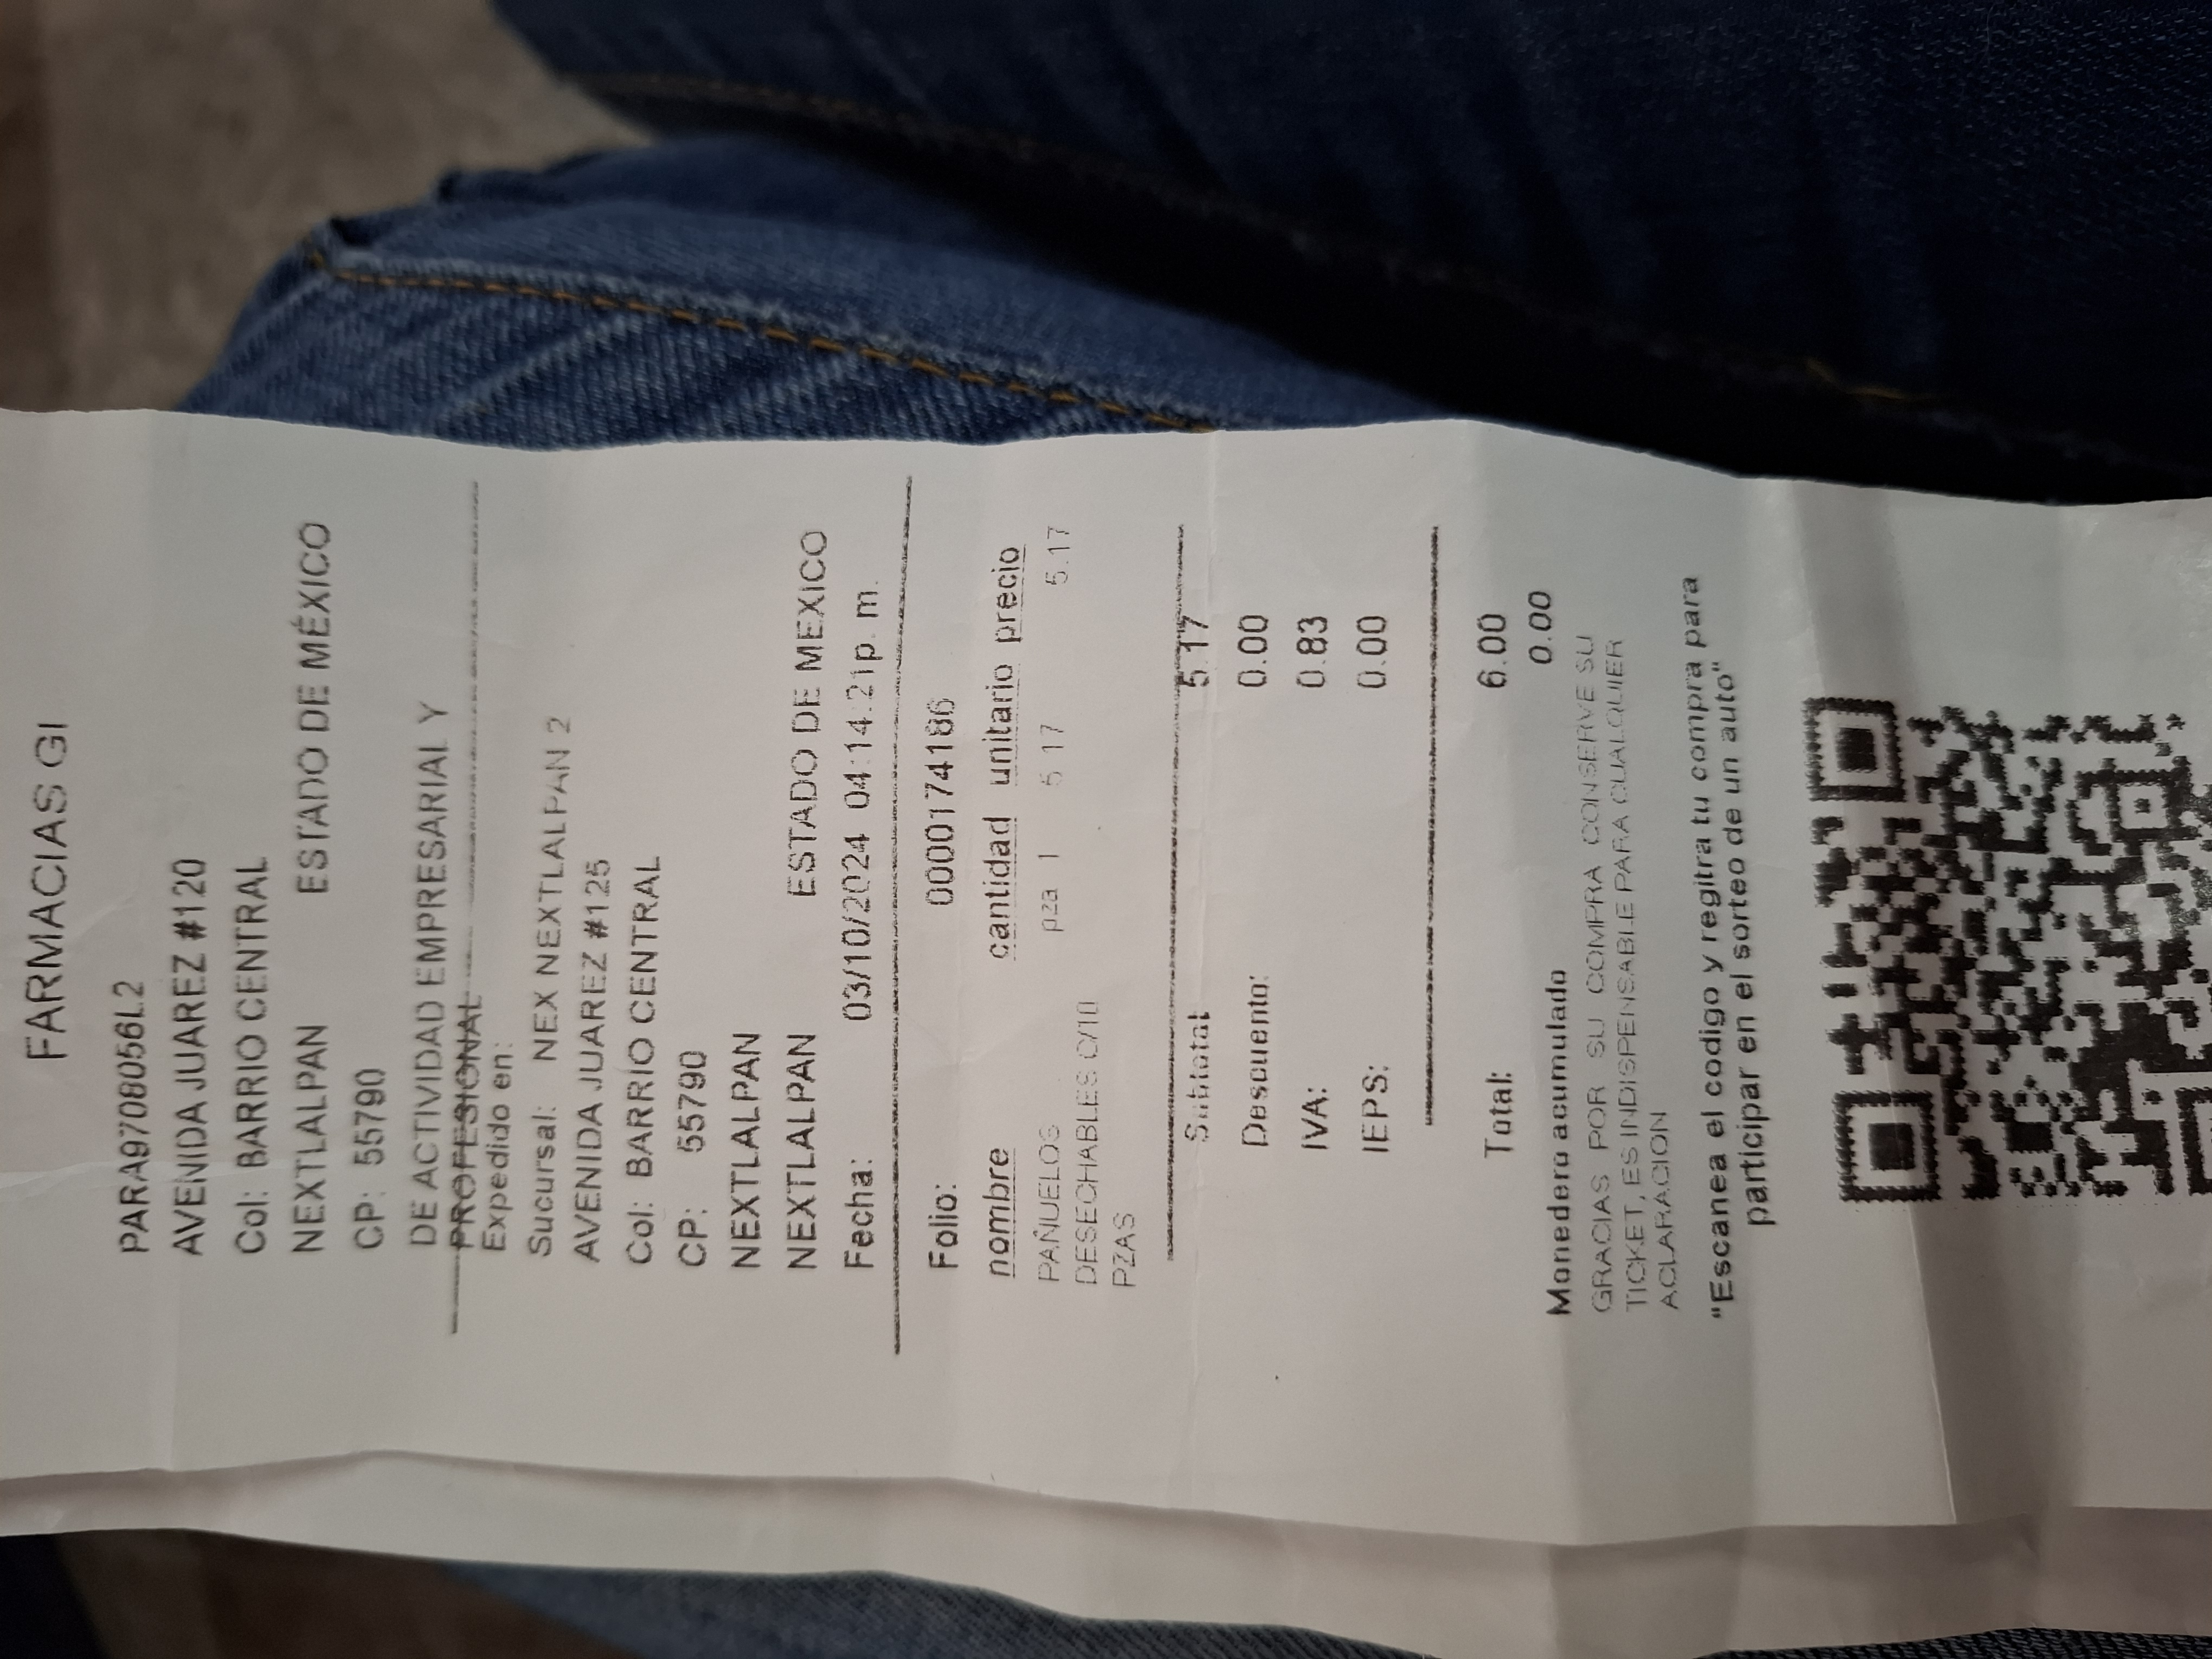 FARMACIAS GI
PARA9708056L2
AVENIDA JUAREZ #120
Col: BARRIO CENTRAL
NEXTLALPAN ESTADO DE MÉXICO
CP: 55790
DE ACTIVIDAD EMPRESARIAL Y
PROFESIONAL
Expedido en:
Sucursal: NEX NEXTLALPAN 2
AVENIDA JUAREZ #125
Col: BARRIO CENTRAL
CP: 55790
NEXTLALPAN
NEXTLALPAN ESTADO DE MEXICO
Fecha: 03/10/2024 04:14:21p. m.
Folio: 0000174186
nombre cantidad unitario precio
PAÑUELOS pza 1 5.17 5.17
DESECHABLES C/10
PZAS
Subtotal 5.17
Descuento: 0.00
IVA: 0.83
IEPS: 0.00
Total: 6.00
Monedero acumulado 0.00
GRACIAS POR SU COMPRA CONSERVE SU
TICKET, ES INDISPENSABLE PARA CUALQUIER
ACLARACION
"Escanea el codigo y regitra tu compra para
participar en el sorteo de un auto"